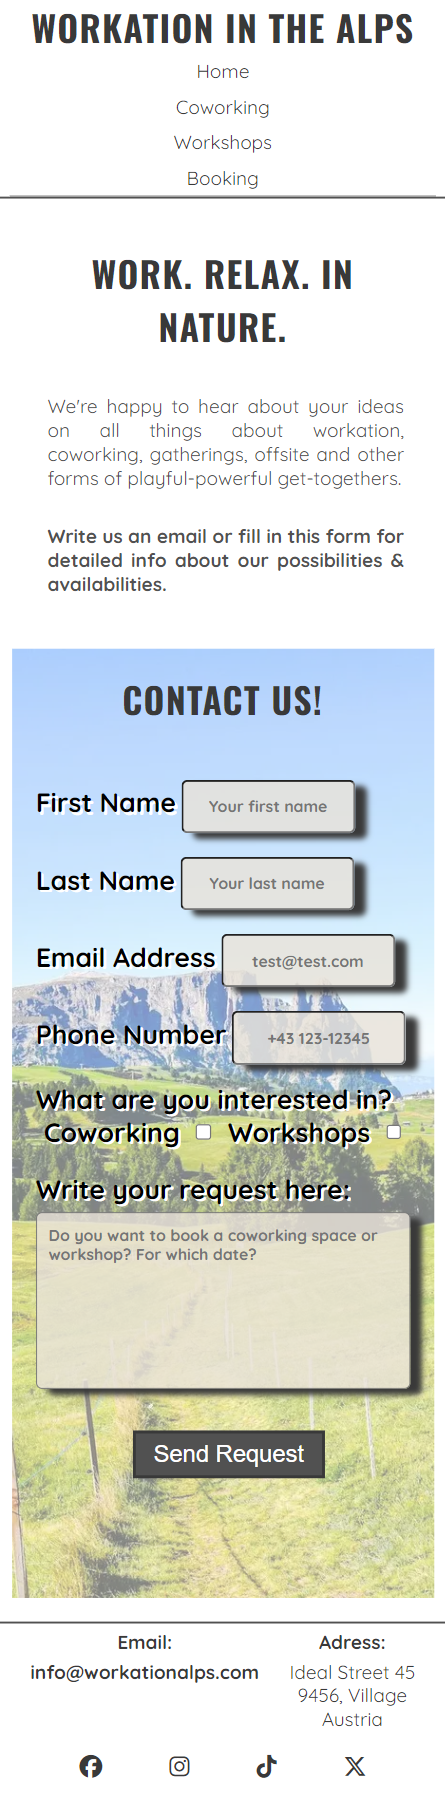 WORKATION IN THE ALPS
Home
Coworking
Workshops
Booking
WORK. RELAX. IN
NATURE.
We're happy to hear about your ideas
on all things about workation,
coworking, gatherings, offsite and other
forms of playful-powerful get-togethers.
Write us an email or fill in this form for
detailed info about our possibilities &
availabilities.
CONTACT US!
First Name Your first name
Last Name Your last name
Email Address test@test.com
Phone Number +43 123-12345
What are you interested in?
Coworking Workshops
Write your request here:
Do you want to book a coworking space or
workshop? For which date?
Send Request
Email:
info@workationalps.com
Adress:
Ideal Street 45
9456, Village
Austria